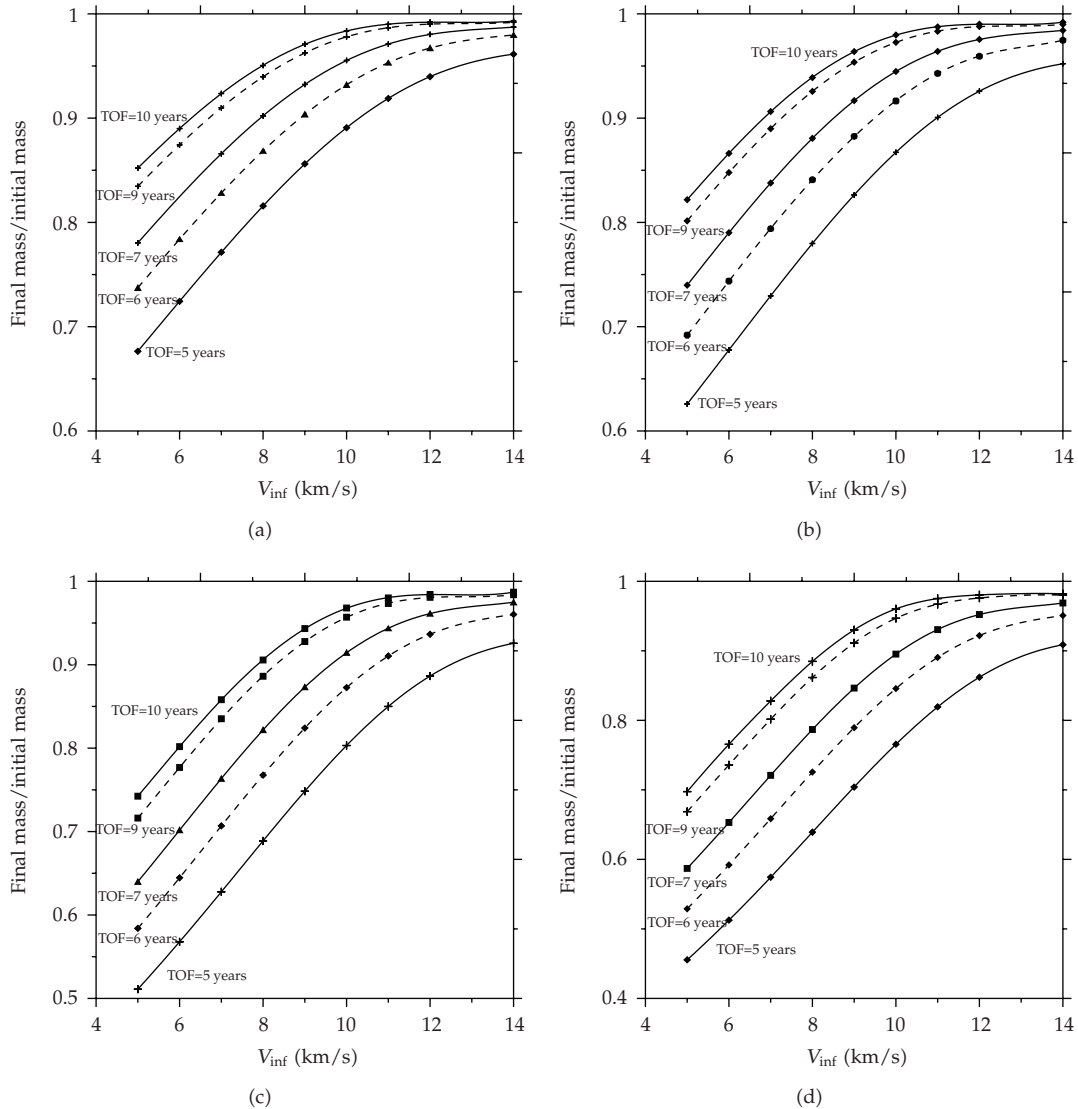 1
0.9
0.8
0.7
0.6
Final mass/initial mass
TOF=10 years
TOF=9 years
TOF=7 years
TOF=6 years
TOF=5 years
4 6 8 10 12 14
Vinf (km/s)
(a)
1
0.9
0.8
0.7
0.6
Final mass/initial mass
TOF=10 years
TOF=9 years
TOF=7 years
TOF=6 years
TOF=5 years
4 6 8 10 12 14
Vinf (km/s)
(b)
1
0.9
0.8
0.7
0.6
0.5
Final mass/initial mass
TOF=10 years
TOF=9 years
TOF=7 years
TOF=6 years
TOF=5 years
4 6 8 10 12 14
Vinf (km/s)
(c)
1
0.8
0.6
0.4
Final mass/initial mass
TOF=10 years
TOF=9 years
TOF=7 years
TOF=6 years
TOF=5 years
4 6 8 10 12 14
Vinf (km/s)
(d)